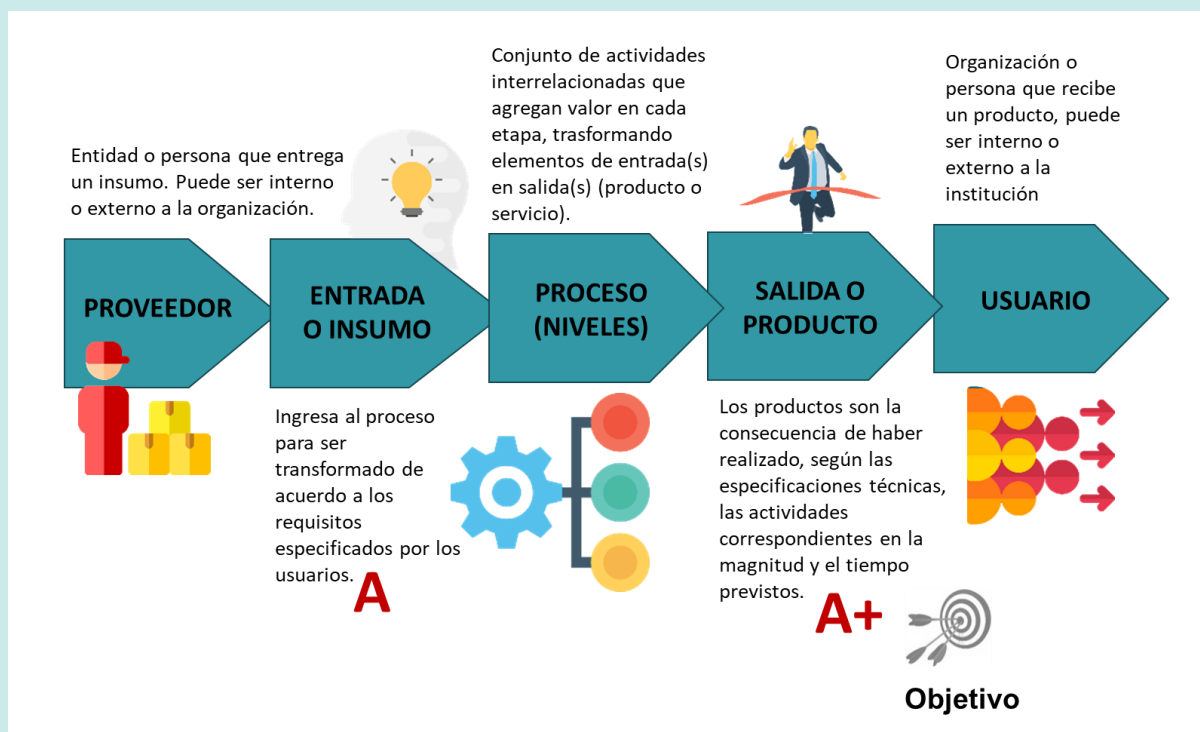 Entidad o persona que entrega
un insumo. Puede ser interno
o externo a la organización.
PROVEEDOR
ENTRADA
O INSUMO
Ingresa al proceso
para ser
transformado de
acuerdo a los
requisitos
especificados por los
usuarios.
A
Conjunto de actividades
interrelacionadas que
agregan valor en cada
etapa, trasformando
elementos de entrada(s)
en salida(s) (producto o
servicio).
PROCESO
(NIVELES)
SALIDA O
PRODUCTO
Los productos son la
consecuencia de haber
realizado, según las
especificaciones técnicas,
las actividades
correspondientes en la
magnitud y el tiempo
previstos.
A+
Organización o
persona que recibe
un producto, puede
ser interno o
externo a la
institución
USUARIO
Objetivo